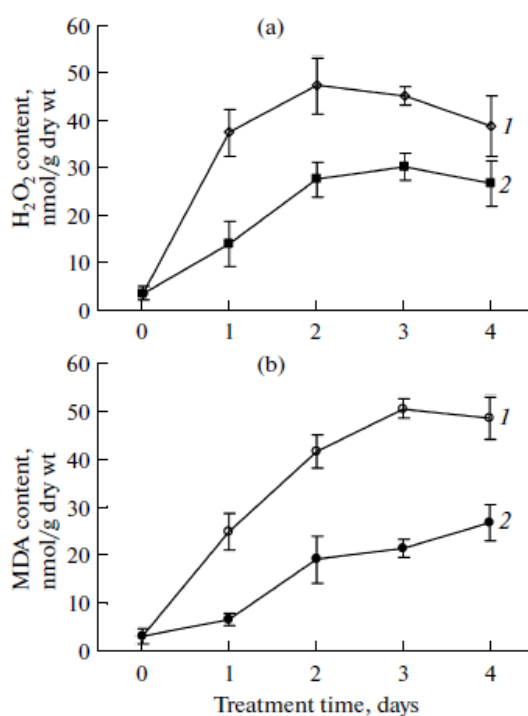 (a)
H₂O₂ content,
nmol/g dry wt
60
50
40
30
20
10
0
1
2
0 1 2 3 4
(b)
MDA content,
nmol/g dry wt
60
50
40
30
20
10
0
1
2
0 1 2 3 4
Treatment time, days